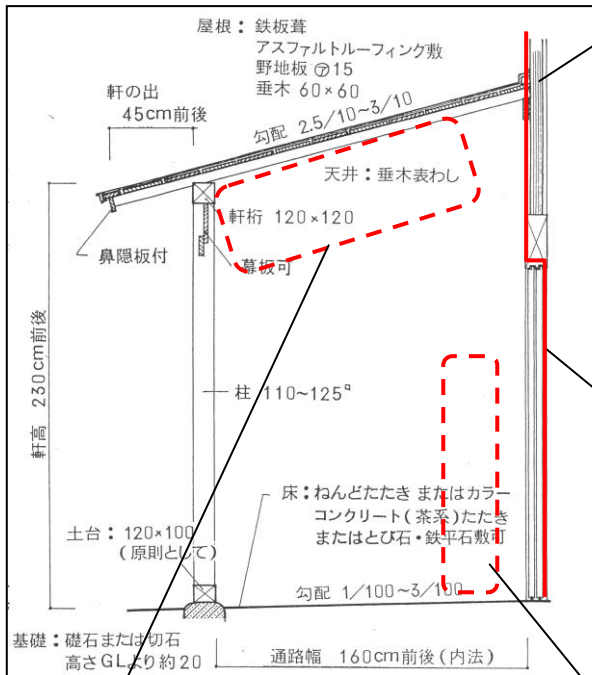 屋根：鉄板葺
アスファルトルーフィング敷
野地板 ㋐15
垂木 60×60
軒の出
45cm前後
勾配 2.5/10~3/10
天井：垂木表わし
軒桁 120×120
鼻隠板付
幕板可
軒高 230cm前後
柱 110~125□
床：ねんどたたき またはカラー
コンクリート(茶系)たたき
またはとび石・鉄平石敷可
土台：120×100
(原則として)
勾配 1/100~3/100
基礎：礎石または切石
高さGLより約20
通路幅 160cm前後(内法)